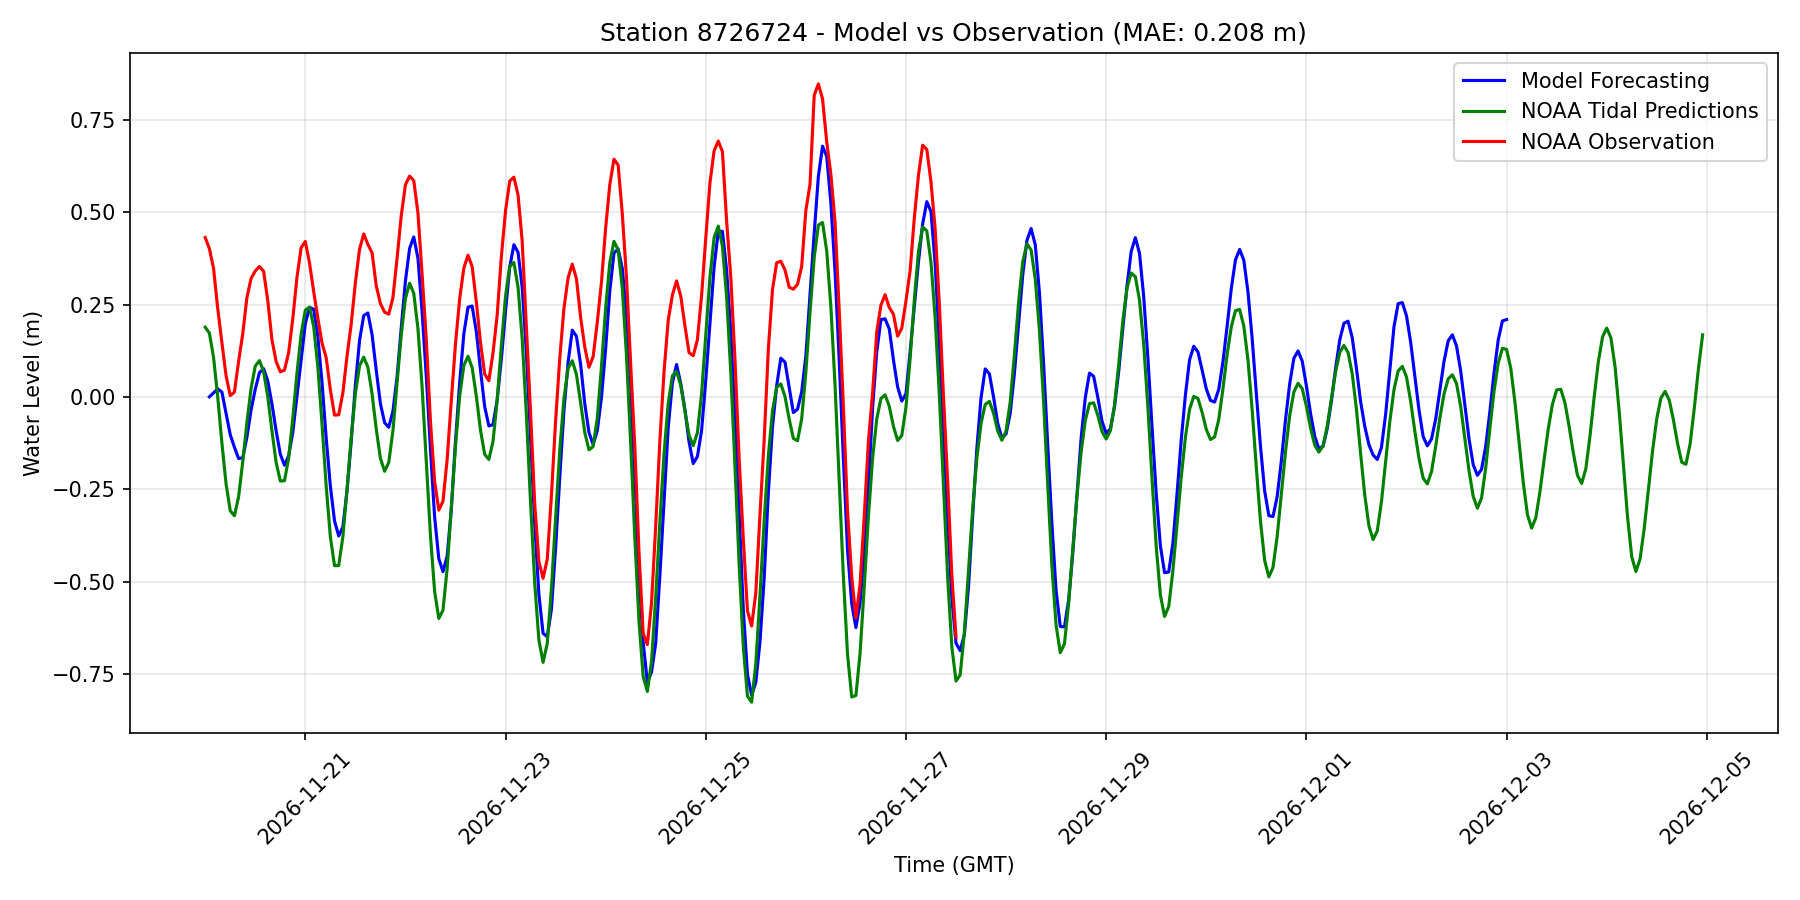 Station 8726724 - Model vs Observation (MAE: 0.208 m)
Model Forecasting
NOAA Tidal Predictions
NOAA Observation
Water Level (m)
0.75
0.50
0.25
0.00
−0.25
−0.50
−0.75
2026-11-21
2026-11-23
2026-11-25
2026-11-27
2026-11-29
2026-12-01
2026-12-03
2026-12-05
Time (GMT)